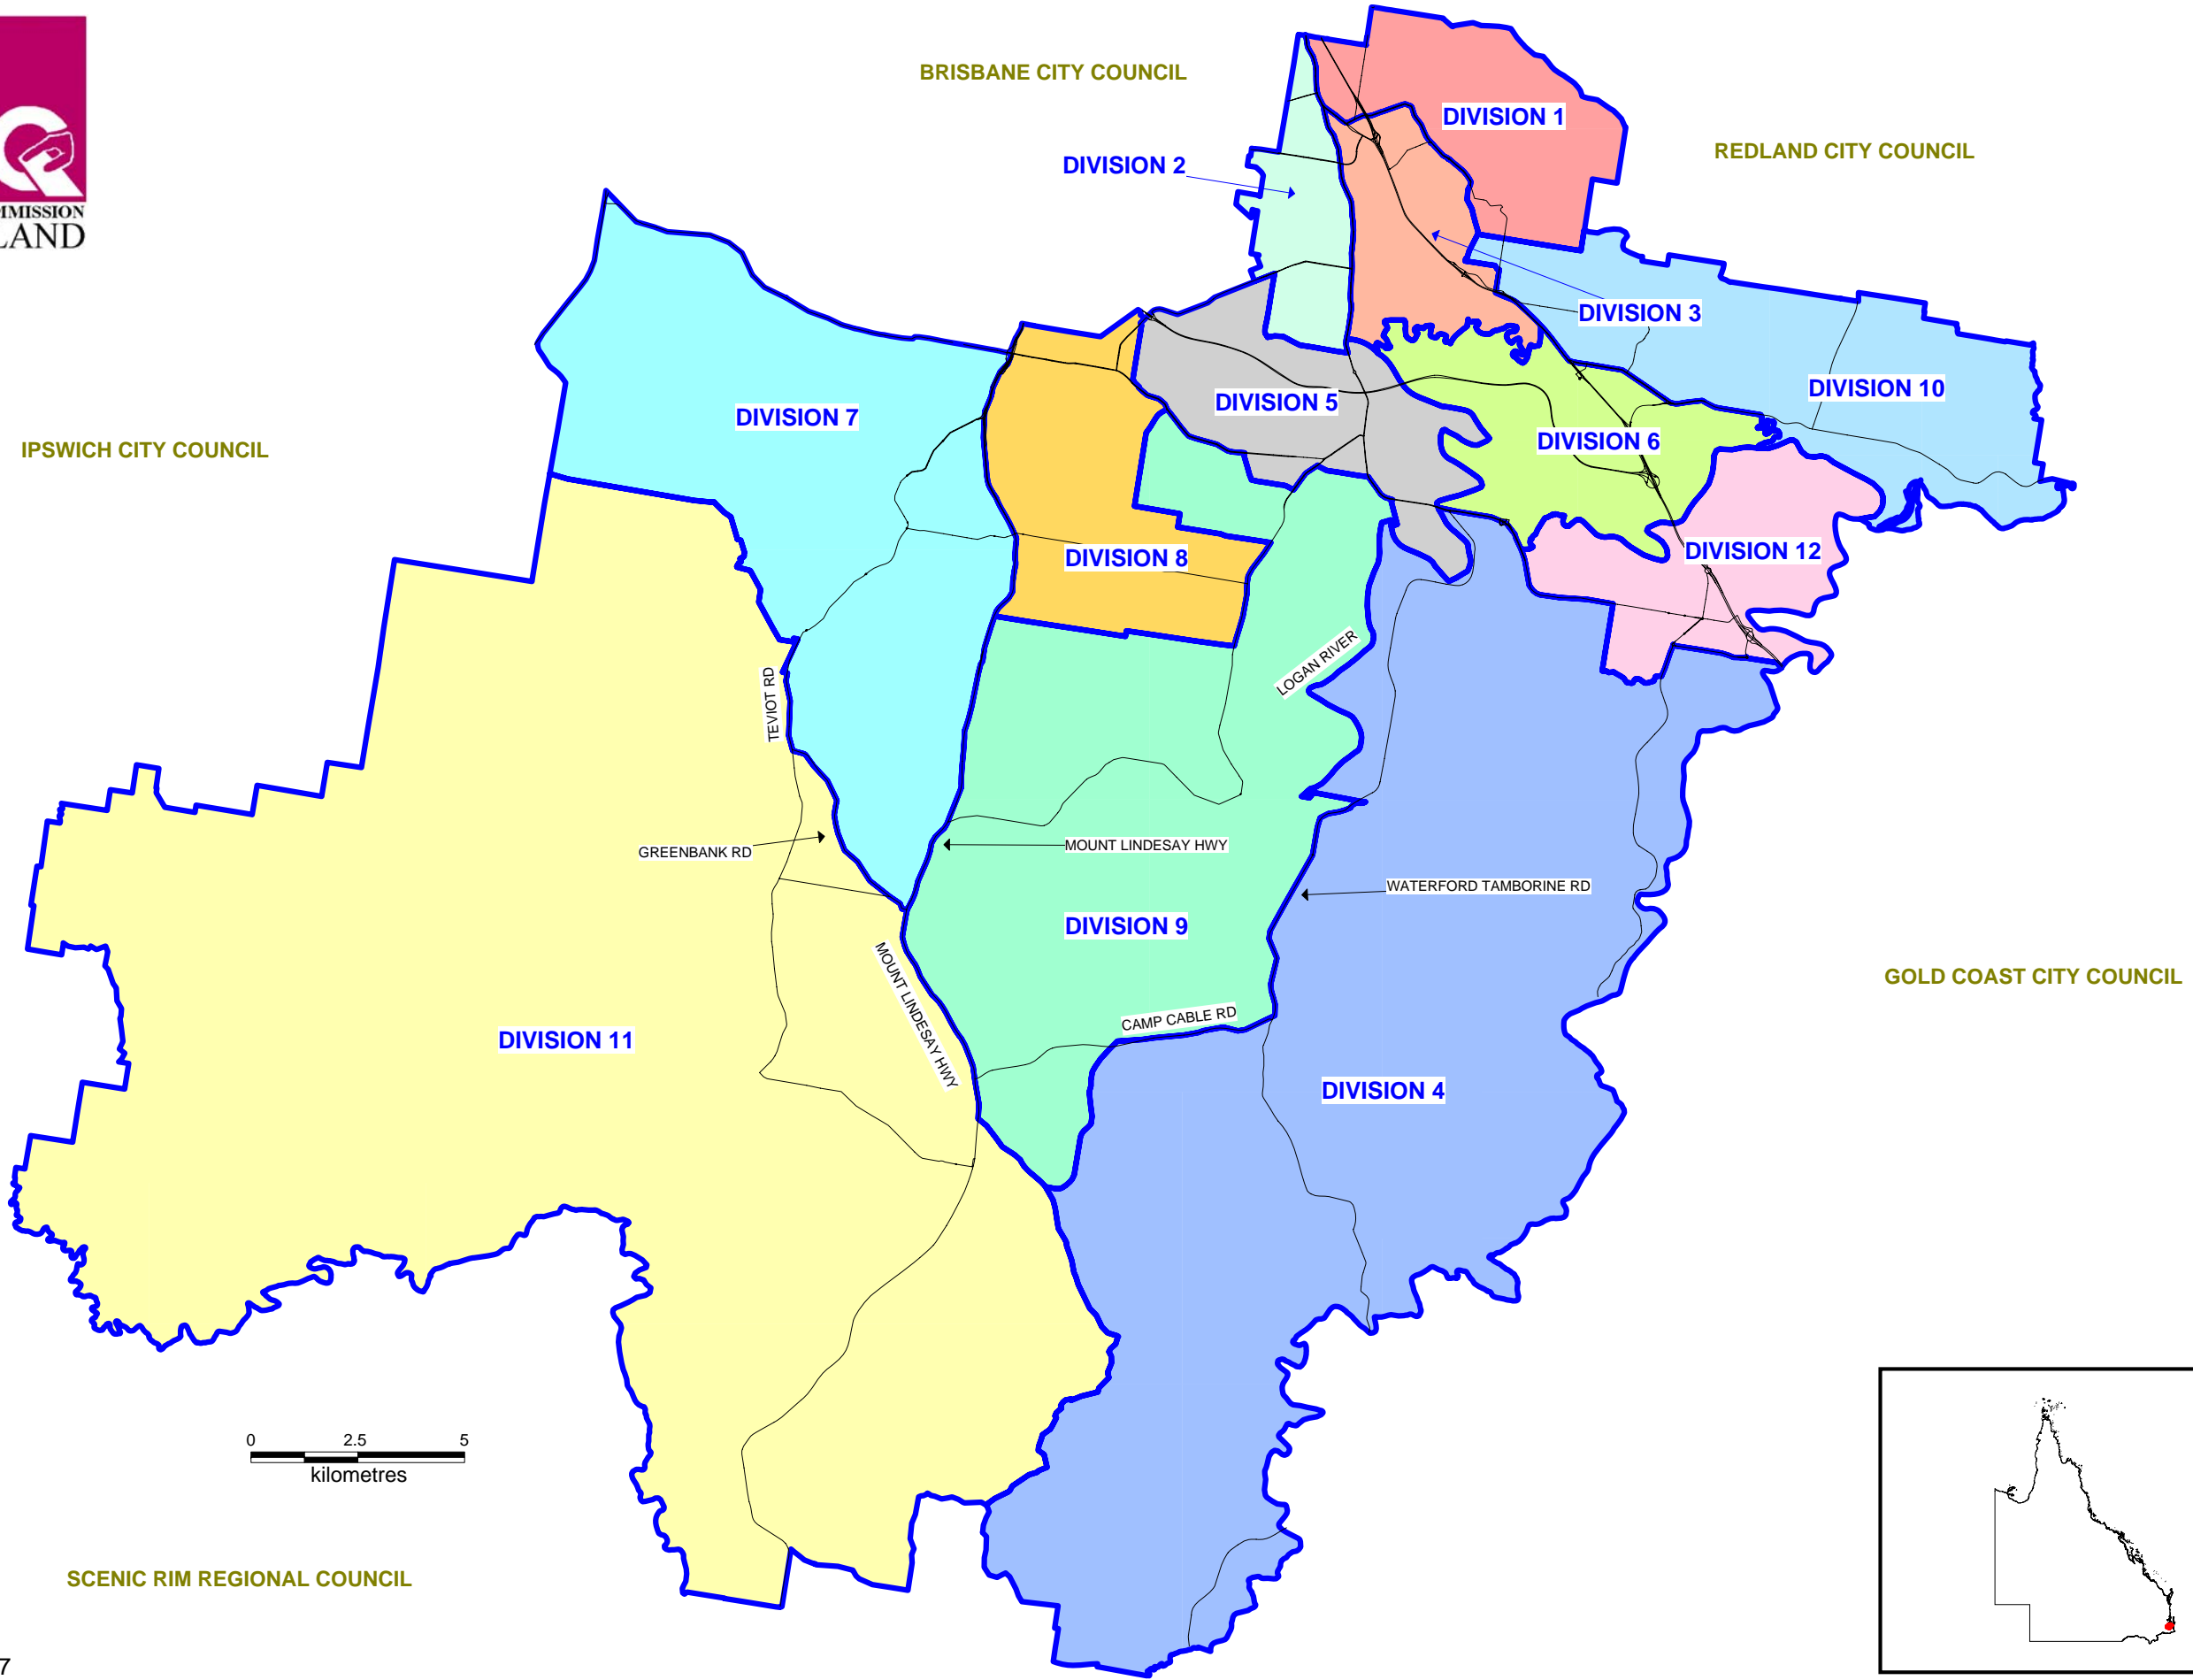 MMISSION
LAND
BRISBANE CITY COUNCIL
DIVISION 1
REDLAND CITY COUNCIL
DIVISION 2
DIVISION 3
DIVISION 10
DIVISION 7
DIVISION 5
DIVISION 6
IPSWICH CITY COUNCIL
DIVISION 8
DIVISION 12
LOGAN RIVER
TEVIOT RD
GREENBANK RD
MOUNT LINDESAY HWY
WATERFORD TAMBORINE RD
DIVISION 9
MOUNT LINDESAY HWY
GOLD COAST CITY COUNCIL
CAMP CABLE RD
DIVISION 11
DIVISION 4
0 2.5 5
kilometres
SCENIC RIM REGIONAL COUNCIL
7